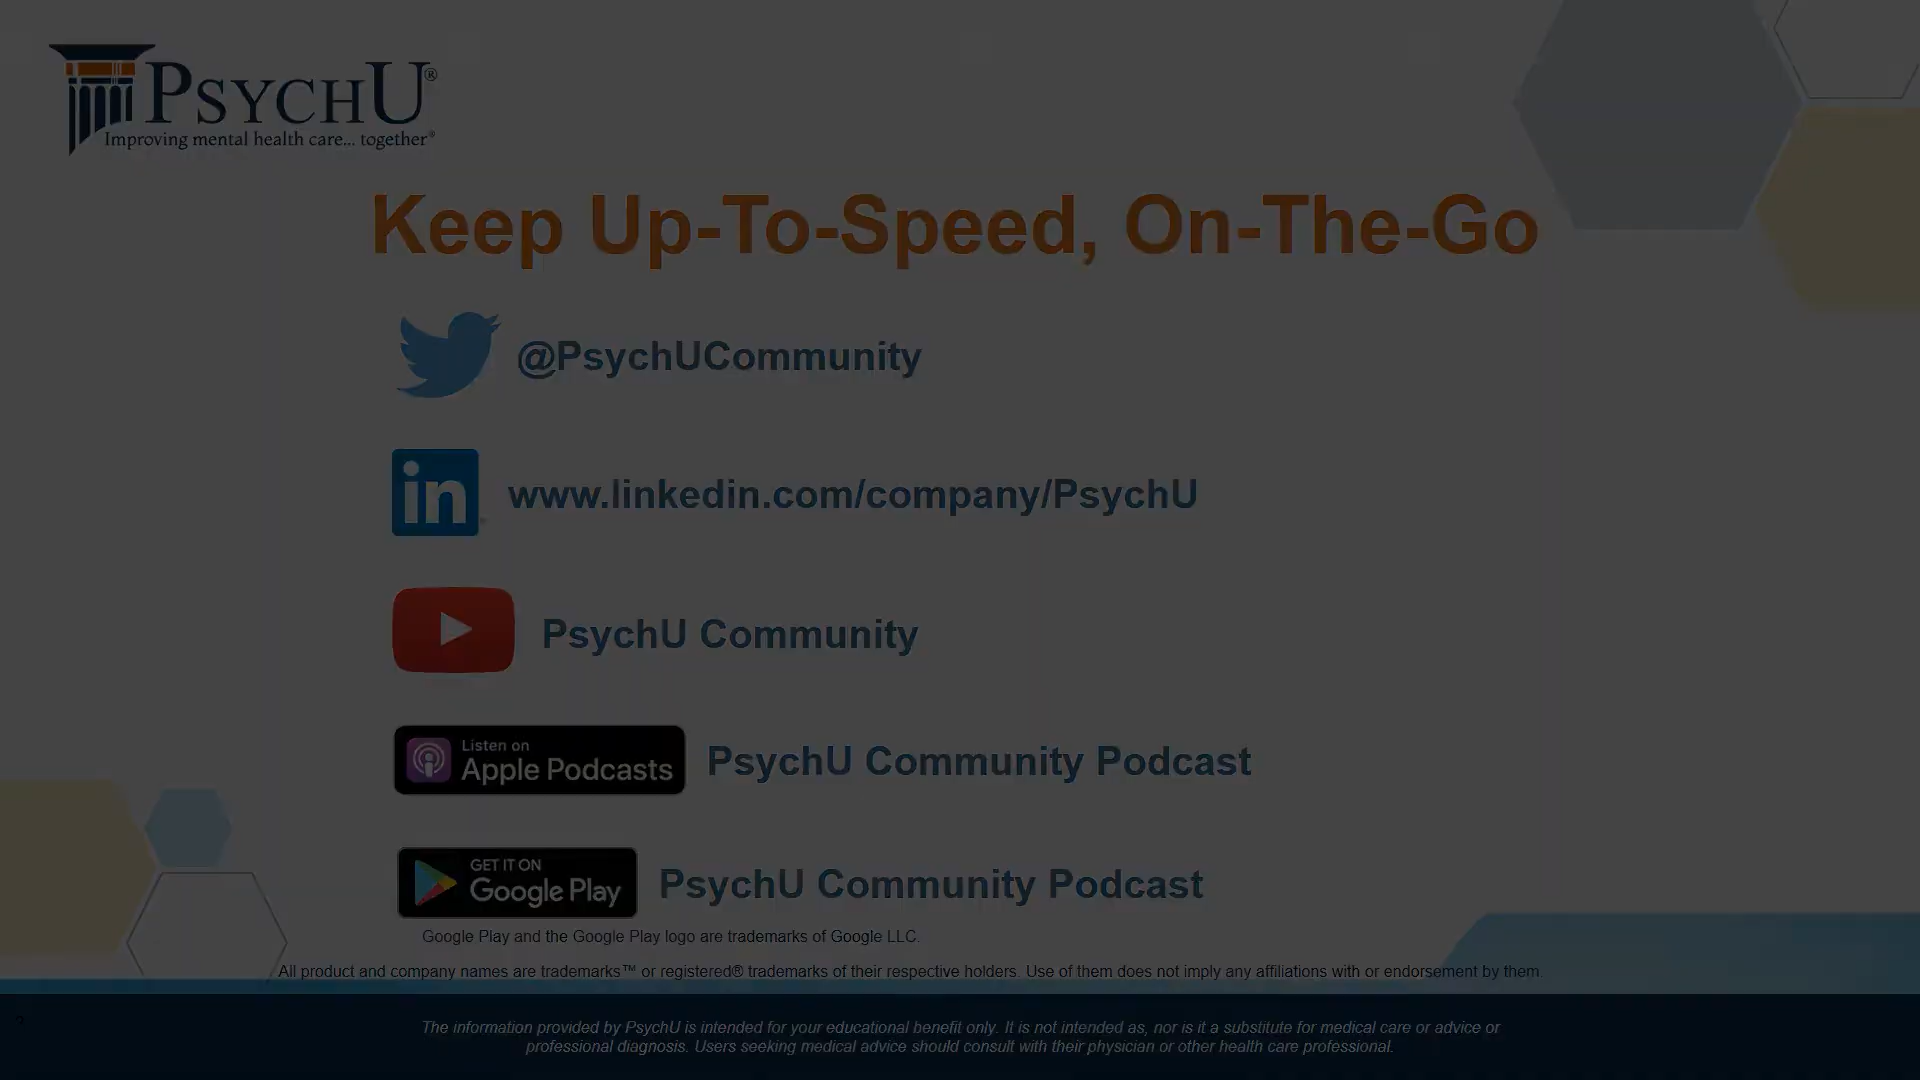 PSYCHU®
Improving mental health care... together®
Keep Up-To-Speed, On-The-Go
@PsychUCommunity
in www.linkedin.com/company/PsychU
PsychU Community
Listen on
Apple Podcasts
PsychU Community Podcast
GET IT ON
Google Play
PsychU Community Podcast
Google Play and the Google Play logo are trademarks of Google LLC.
All product and company names are trademarks™ or registered® trademarks of their respective holders. Use of them does not imply any affiliations with or endorsement by them.
The information provided by PsychU is intended for your educational benefit only. It is not intended as, nor is it a substitute for medical care or advice or
professional diagnosis. Users seeking medical advice should consult with their physician or other health care professional.